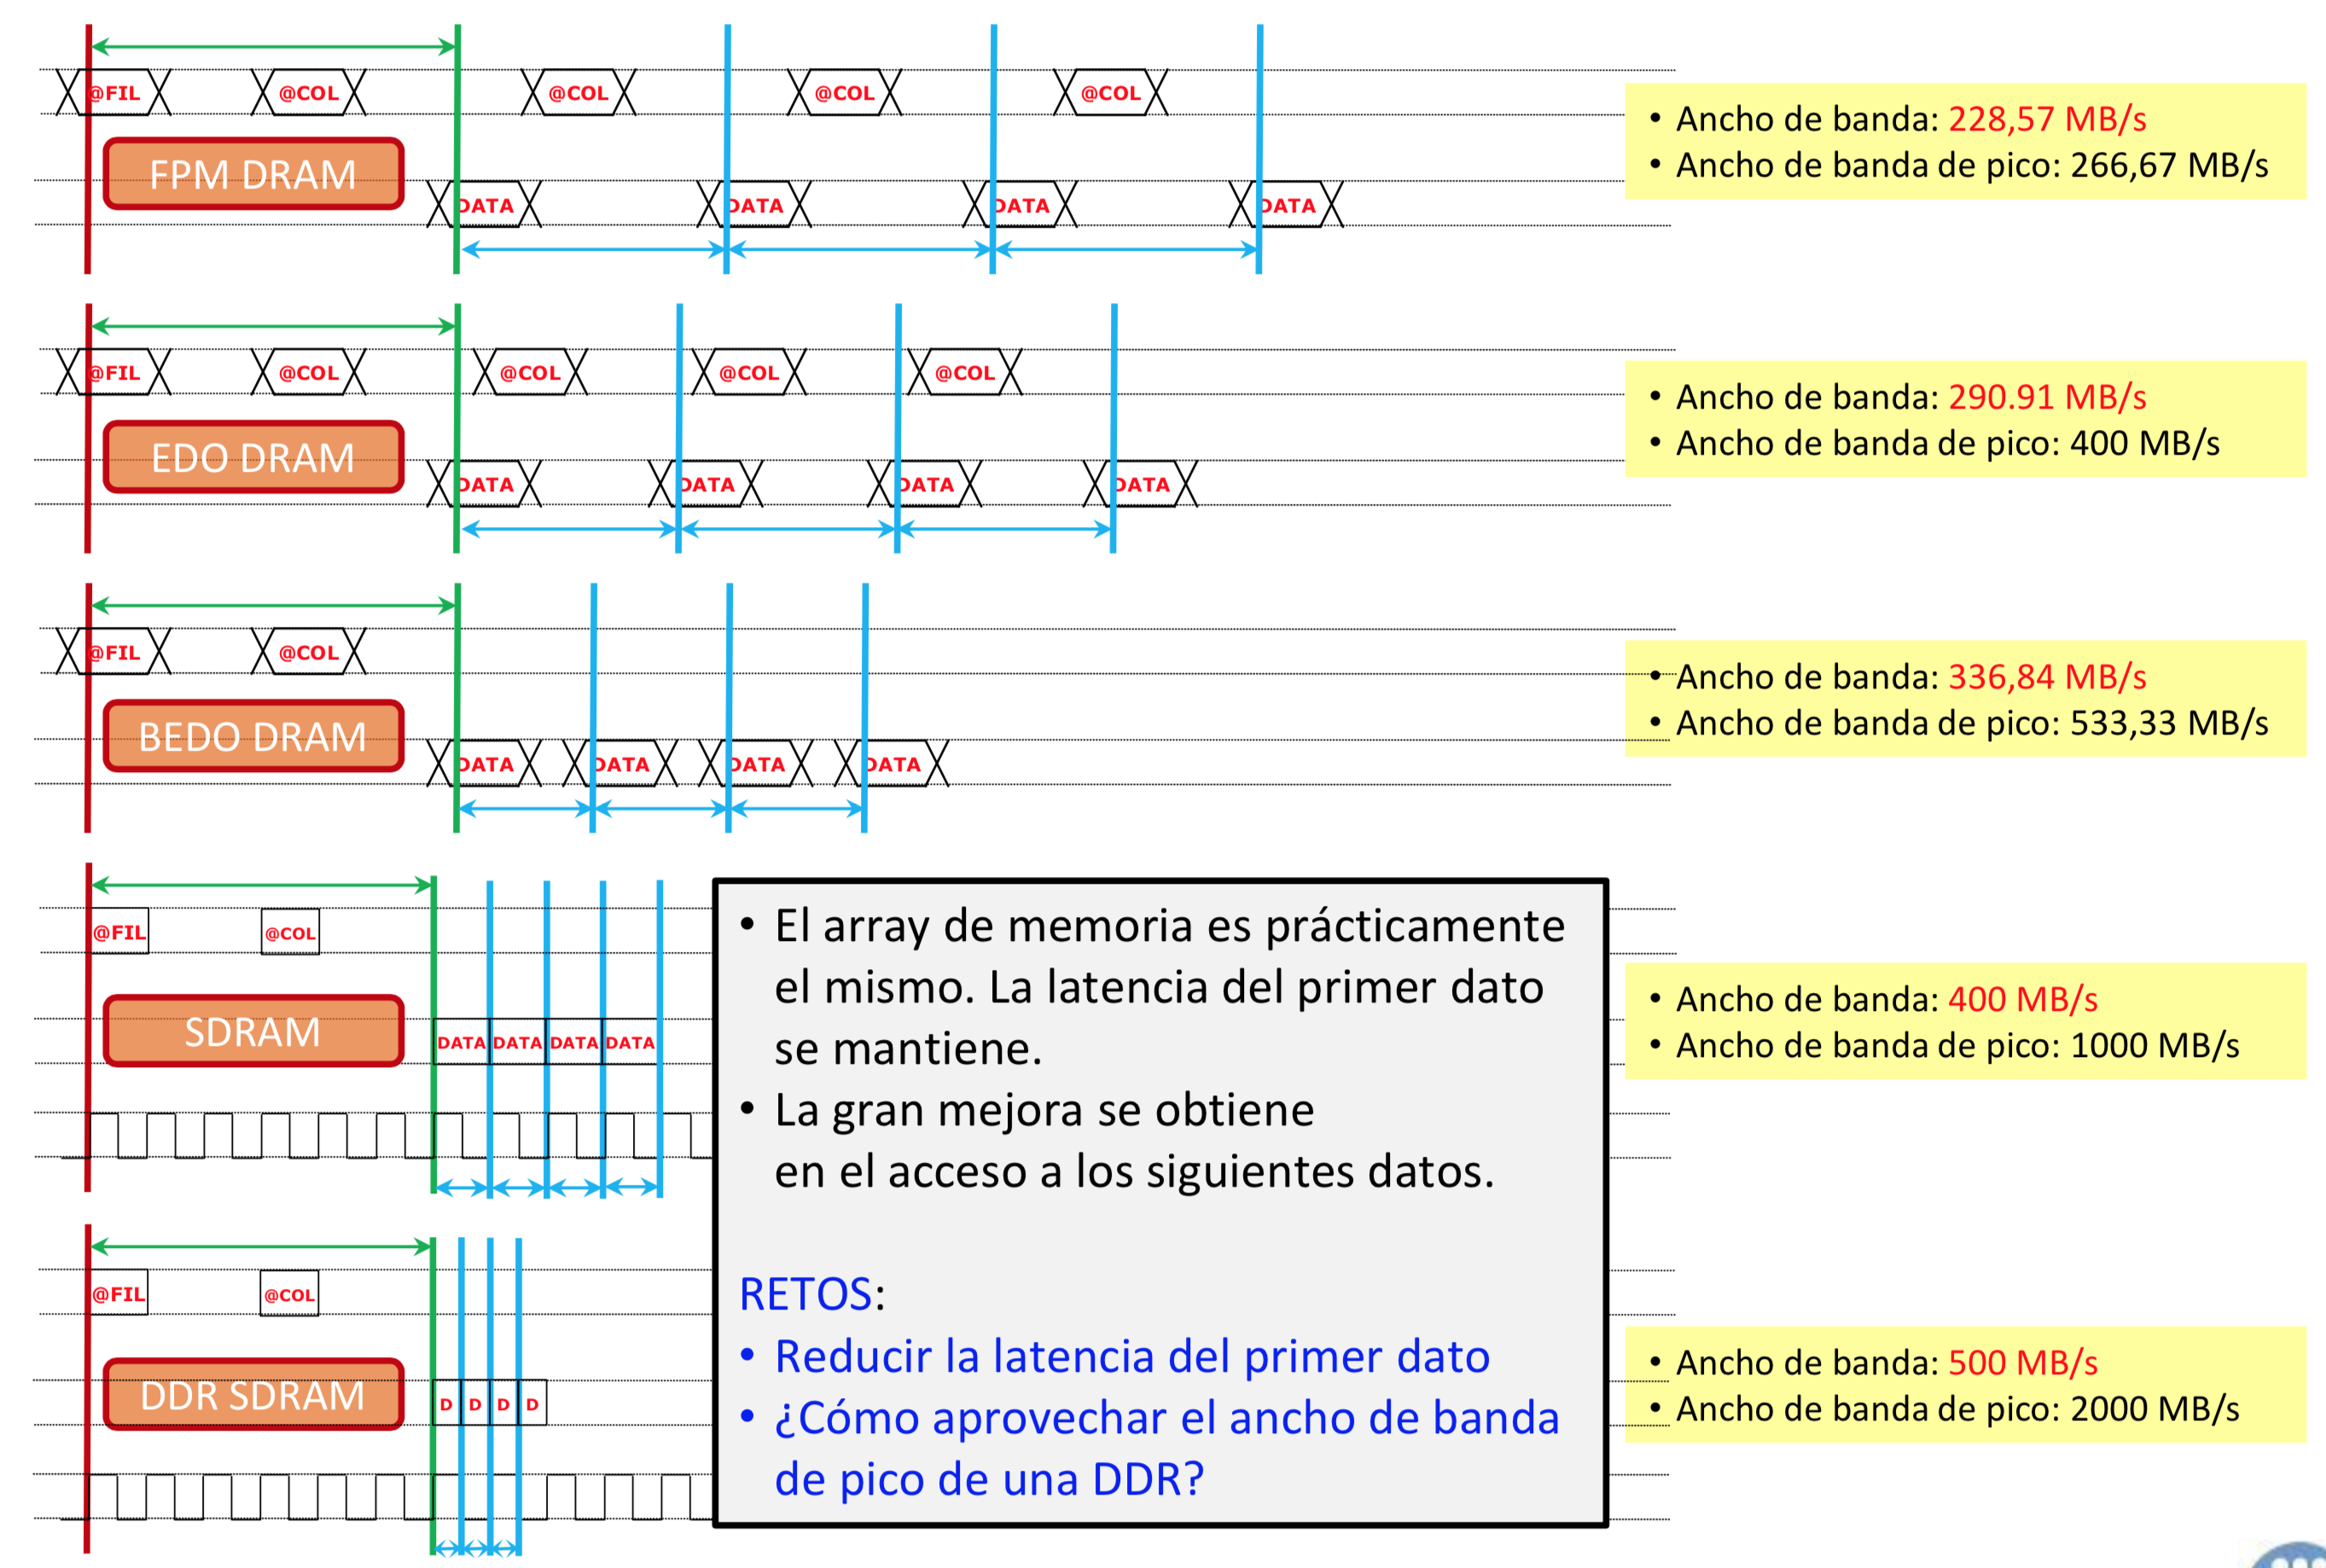 @FIL @COL @COL @COL @COL
FPM DRAM
DATA DATA DATA DATA
• Ancho de banda: 228,57 MB/s
• Ancho de banda de pico: 266,67 MB/s
@FIL @COL @COL @COL @COL
EDO DRAM
DATA DATA DATA DATA
• Ancho de banda: 290.91 MB/s
• Ancho de banda de pico: 400 MB/s
@FIL @COL
BEDO DRAM
DATA DATA DATA DATA
• Ancho de banda: 336,84 MB/s
• Ancho de banda de pico: 533,33 MB/s
@FIL @COL
SDRAM
DATA DATA DATA DATA
• Ancho de banda: 400 MB/s
• Ancho de banda de pico: 1000 MB/s
@FIL @COL
DDR SDRAM
D D D D
• Ancho de banda: 500 MB/s
• Ancho de banda de pico: 2000 MB/s
• El array de memoria es prácticamente
el mismo. La latencia del primer dato
se mantiene.
• La gran mejora se obtiene
en el acceso a los siguientes datos.
RETOS:
• Reducir la latencia del primer dato
• ¿Cómo aprovechar el ancho de banda
de pico de una DDR?